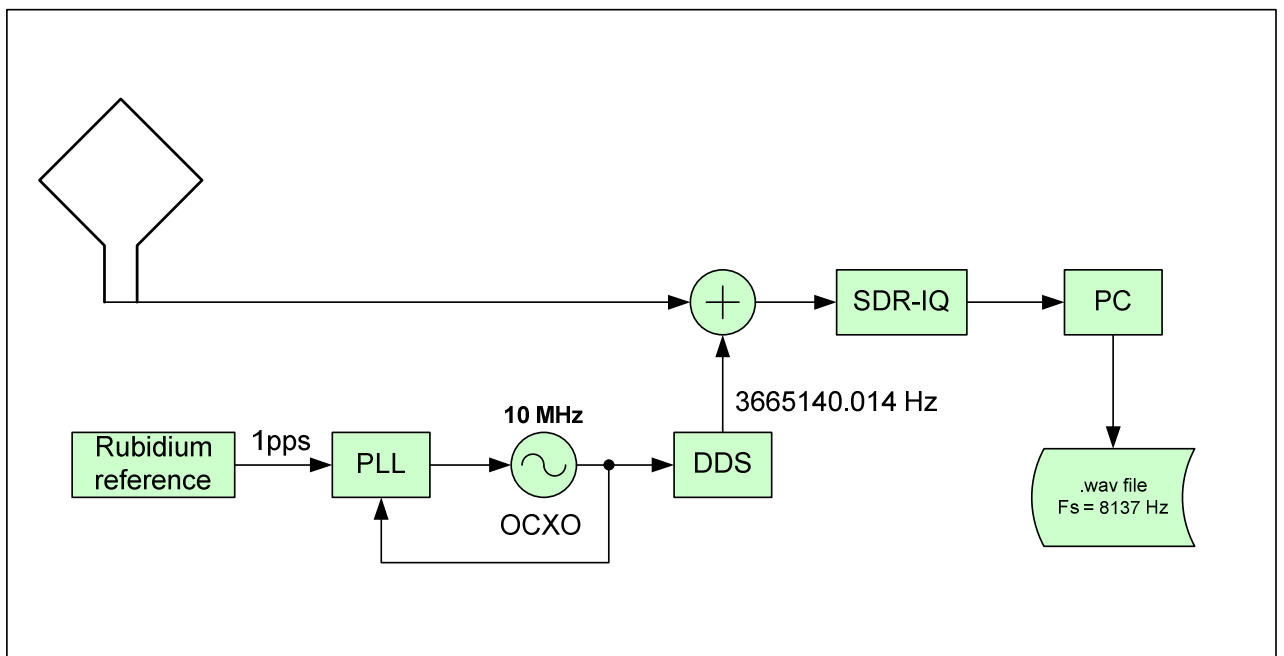 SDR-IQ
PC
3665140.014 Hz
10 MHz
Rubidium
reference
1pps
PLL
DDS
OCXO
.wav file
Fs = 8137 Hz